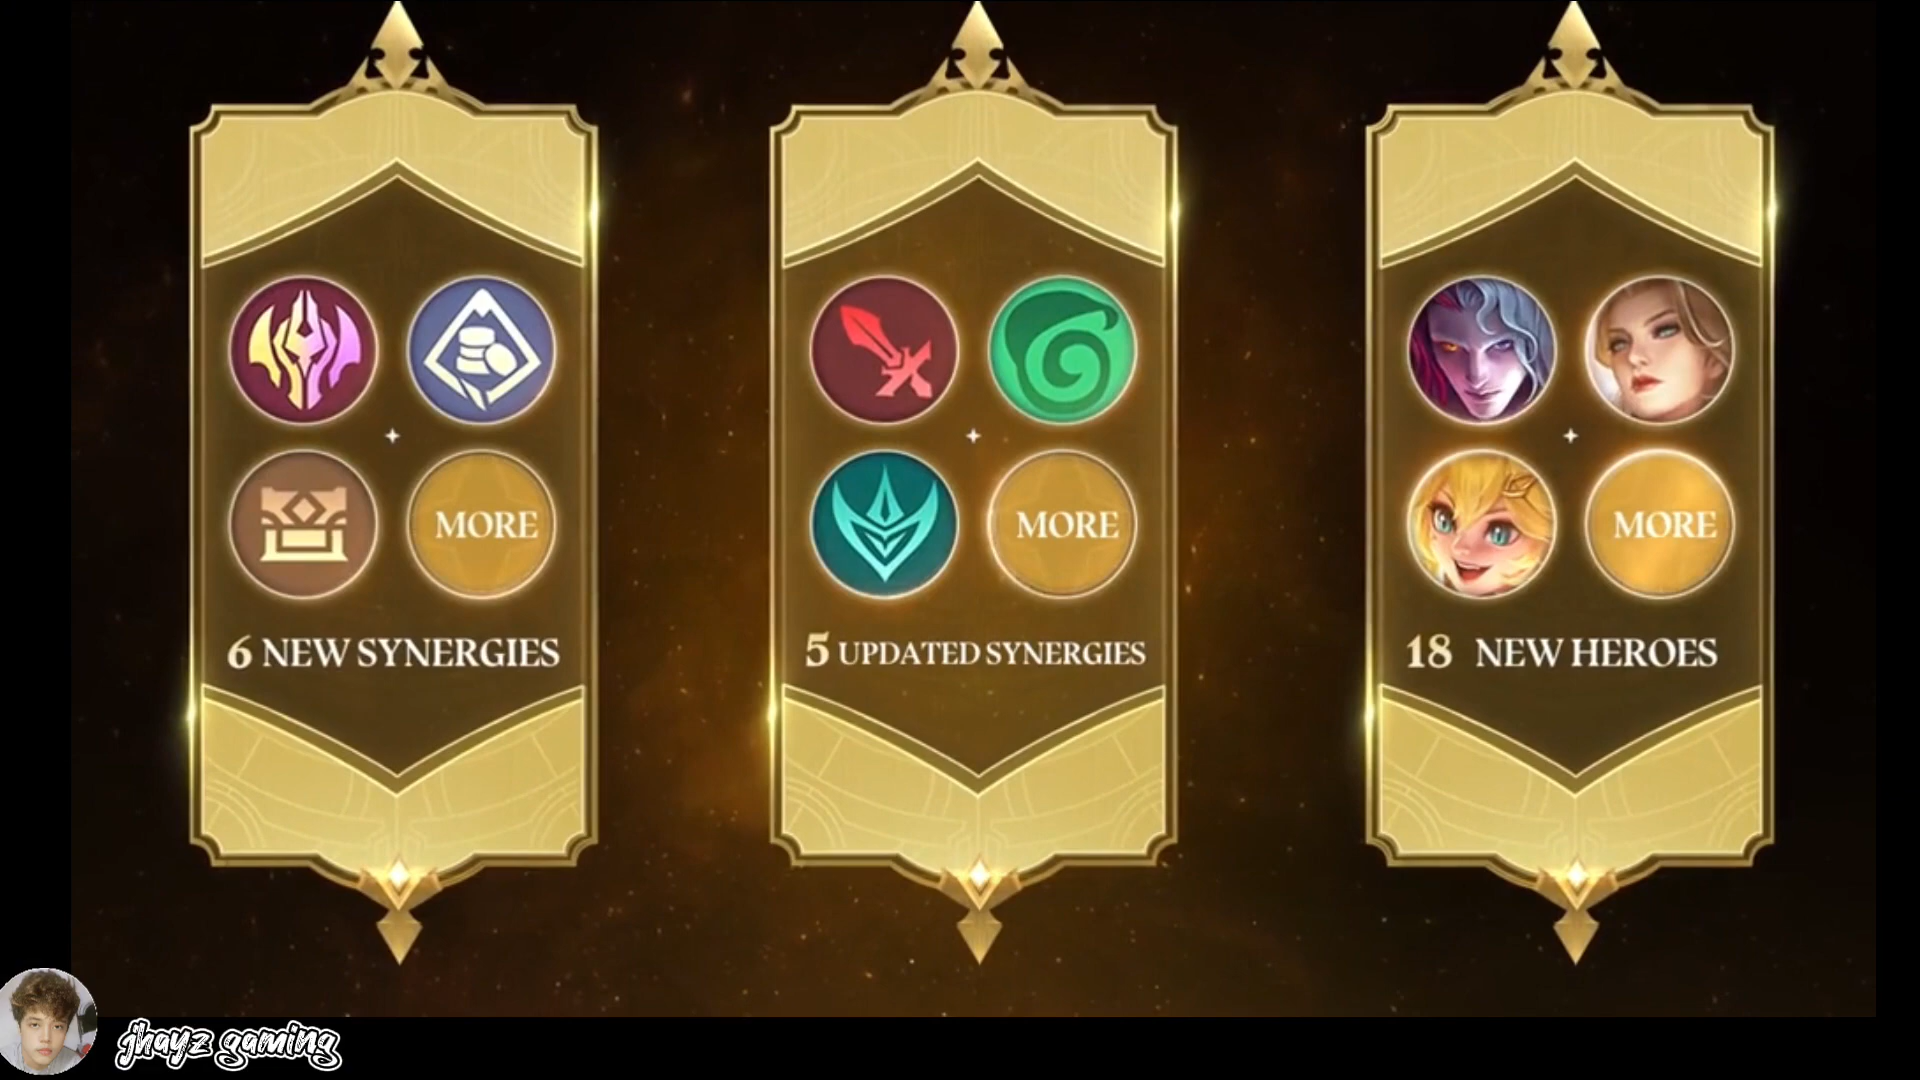 MORE
6 NEW SYNERGIES
MORE
5 UPDATED SYNERGIES
MORE
18 NEW HEROES
jhayz gaming